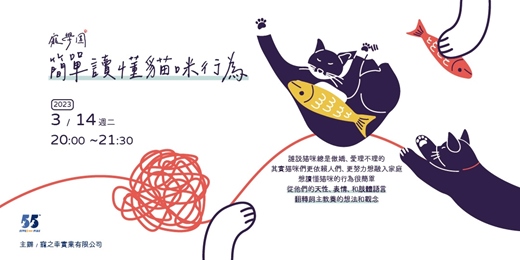 寵學園
簡單讀懂貓咪行為
2023
3 / 14 週二
20:00 ~21:30
誰說貓咪總是傲嬌, 愛理不理的
其實貓咪們更依賴人們, 更努力想融入家庭
想讀懂貓咪的行為很簡單
從他們的天性、表情, 和肢體語言
翻轉飼主教養的想法和觀念
55
主辦 : 寵之幸實業有限公司